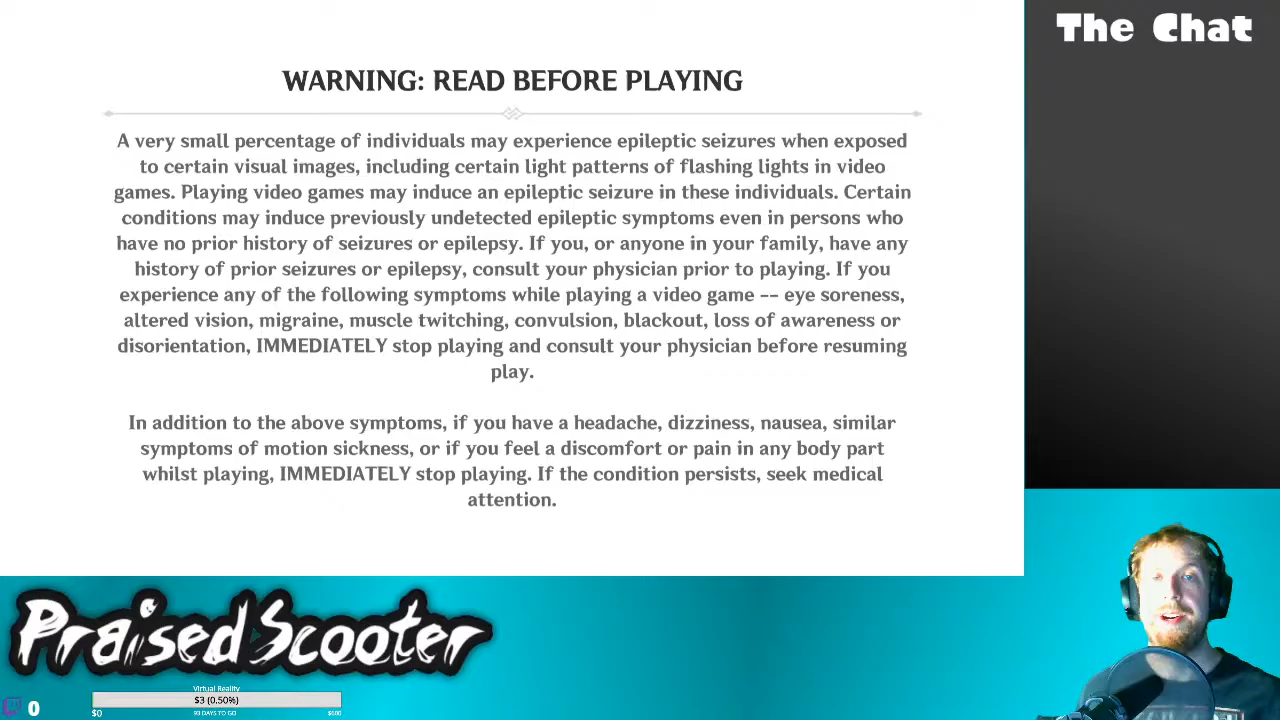 The Chat
WARNING: READ BEFORE PLAYING
A very small percentage of individuals may experience epileptic seizures when exposed
to certain visual images, including certain light patterns of flashing lights in video
games. Playing video games may induce an epileptic seizure in these individuals. Certain
conditions may induce previously undetected epileptic symptoms even in persons who
have no prior history of seizures or epilepsy. If you, or anyone in your family, have any
history of prior seizures or epilepsy, consult your physician prior to playing. If you
experience any of the following symptoms while playing a video game -- eye soreness,
altered vision, migraine, muscle twitching, convulsion, blackout, loss of awareness or
disorientation, IMMEDIATELY stop playing and consult your physician before resuming
play.
In addition to the above symptoms, if you have a headache, dizziness, nausea, similar
symptoms of motion sickness, or if you feel a discomfort or pain in any body part
whilst playing, IMMEDIATELY stop playing. If the condition persists, seek medical
attention.
Praised Scooter
Virtual Reality
0
$3 (0.50%)
$0
93 DAYS TO GO
$600